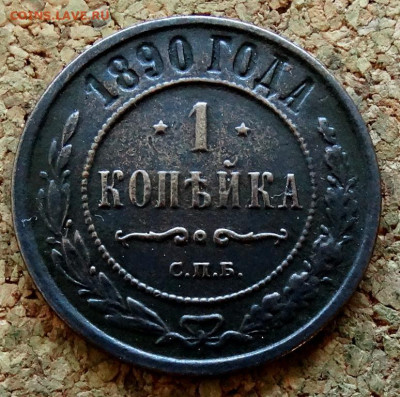 COINS.LAVE.RU
1890 ГОДА
1
КОПѢЙКА
С.П.Б.